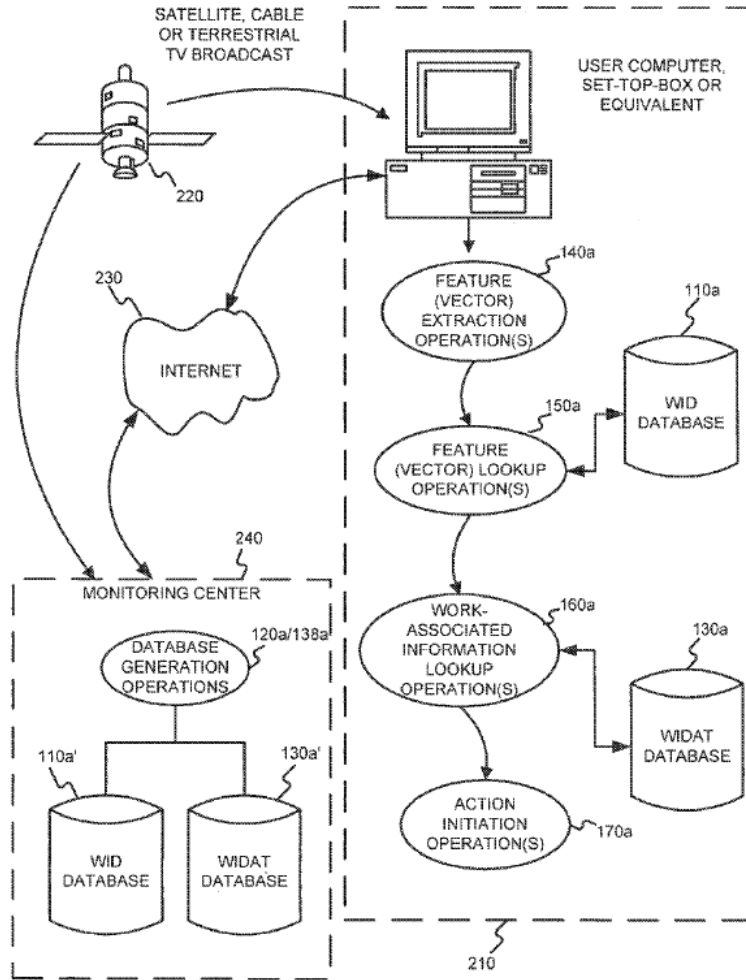 SATELLITE, CABLE
OR TERRESTRIAL
TV BROADCAST
USER COMPUTER,
SET-TOP-BOX OR
EQUIVALENT
220
230
INTERNET
140a
FEATURE
(VECTOR)
EXTRACTION
OPERATION(S)
110a
WID
DATABASE
150a
FEATURE
(VECTOR) LOOKUP
OPERATION(S)
240
MONITORING CENTER
DATABASE
GENERATION
OPERATIONS
120a/138a
160a
WORK-
ASSOCIATED
INFORMATION
LOOKUP
OPERATION(S)
130a
WIDAT
DATABASE
110a'
WID
DATABASE
130a'
WIDAT
DATABASE
ACTION
INITIATION
OPERATION(S)
170a
210